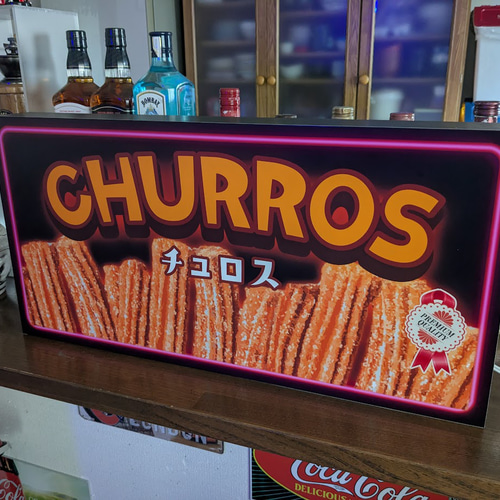 BOMBAY
CHURROS
チュロス
PREMIUM
QUALITY
Coca-Cola
DELICIOUS